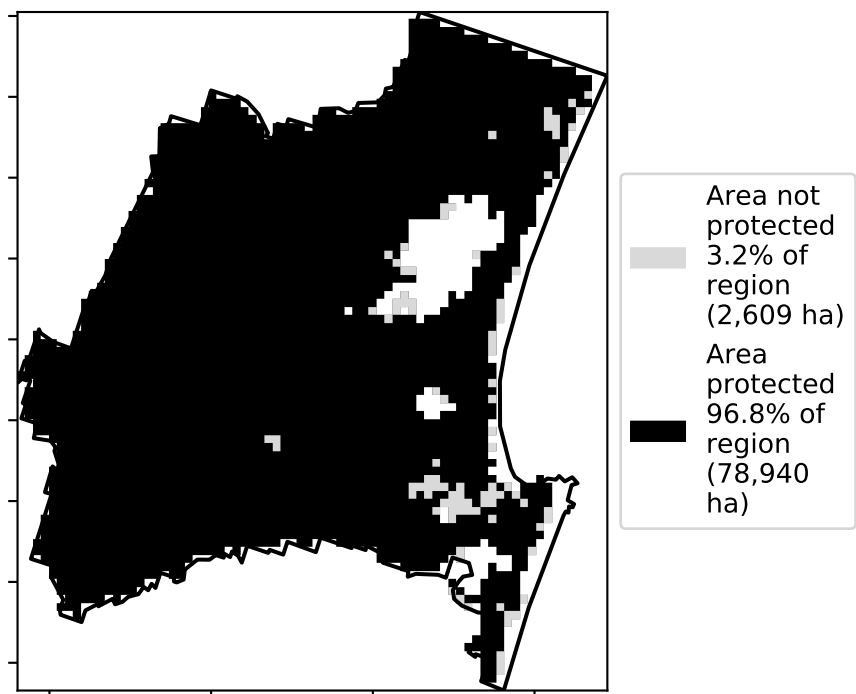 Area not
protected
3.2% of
region
(2,609 ha)
Area
protected
96.8% of
region
(78,940
ha)